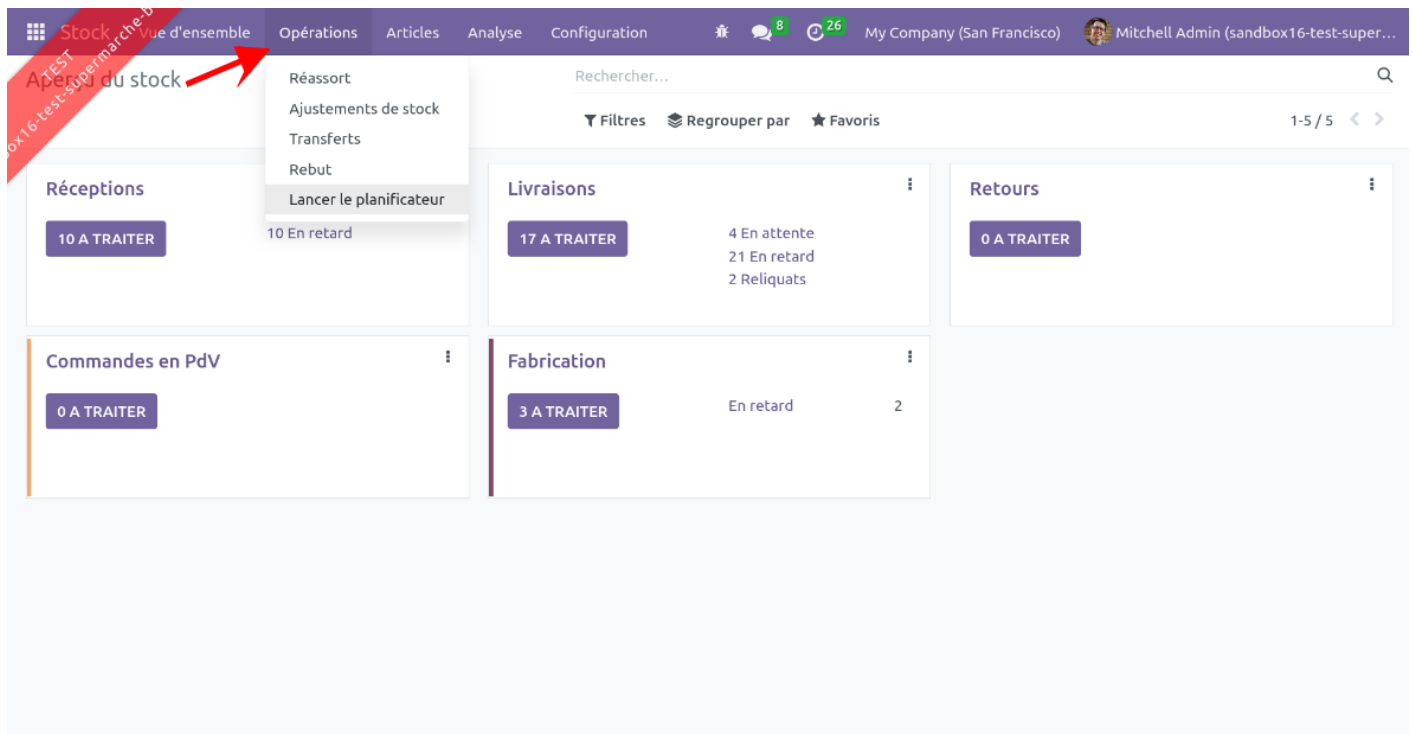 Stock Vue d'ensemble Opérations Articles Analyse Configuration 8 26 My Company (San Francisco) Mitchell Admin (sandbox16-test-super...
TEST
Aperçu du stock
Rechercher...
Filtres Regrouper par Favoris 1-5 / 5
Réassort
Ajustements de stock
Transferts
Rebut
Lancer le planificateur
Réceptions
10 A TRAITER
10 En retard
Livraisons
17 A TRAITER
4 En attente
21 En retard
2 Reliquats
Retours
0 A TRAITER
Commandes en PdV
0 A TRAITER
Fabrication
3 A TRAITER
En retard 2